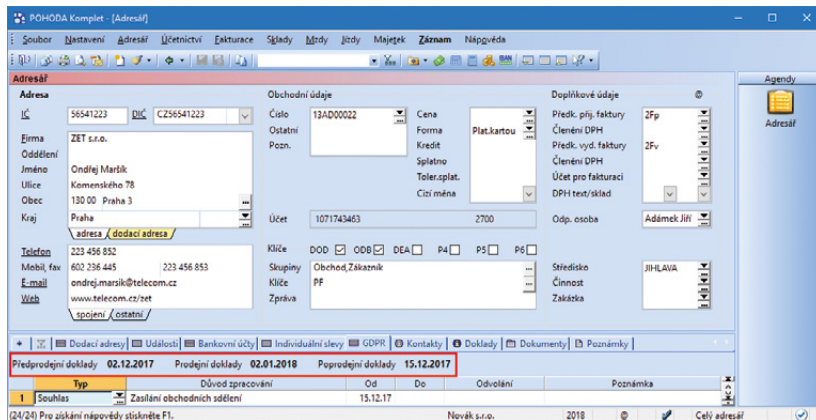 POHODA Komplet - [Adresář]
Soubor Nastavení Adresář Účetnictví Fakturace Sklady Mzdy Jízdy Majetek Záznam Nápověda
Adresář
Agendy
Adresář
Adresa
IČ 56541223 DIČ CZ56541223
Firma ZET s.r.o.
Oddělení
Jméno Ondřej Maršík
Ulice Komenského 78
Obec 130 00 Praha 3
Kraj Praha
adresa dodací adresa
Telefon 223 456 852
Mobil, fax 602 236 445 223 456 853
E-mail ondrej.marsik@telecom.cz
Web www.telecom.cz/zet
spojení ostatní
Obchodní údaje
Číslo 13AD00022
Ostatní
Pozn.
Cena
Forma Plat.kartou
Kredit
Splatno
Toler.splat.
Cizí měna
Účet 1071743463 2700
Klíče DOD ODB DEA P4 P5 P6
Skupiny Obchod,Zákazník
Klíče PF
Zpráva
Doplňkové údaje @
Předk. přij. faktury 2Fp
Členění DPH
Předk. vyd. faktury 2Fv
Členění DPH
Účet pro fakturaci
DPH text/sklad
Odp. osoba Adámek Jiří
Středisko JIHLAVA
Činnost
Zakázka
Dodací adresy Události Bankovní účty Individuální slevy GDPR Kontakty Doklady Dokumenty Poznámky
Předprodejní doklady 02.12.2017 Prodejní doklady 02.01.2018 Poprodejní doklady 15.12.2017
Typ Důvod zpracování Od Do Odvolání Poznámka
1 Souhlas Zasílání obchodních sdělení 15.12.17
(24/24) Pro získání nápovědy stiskněte F1. Novák s.r.o. 2018 @ Celý adresář